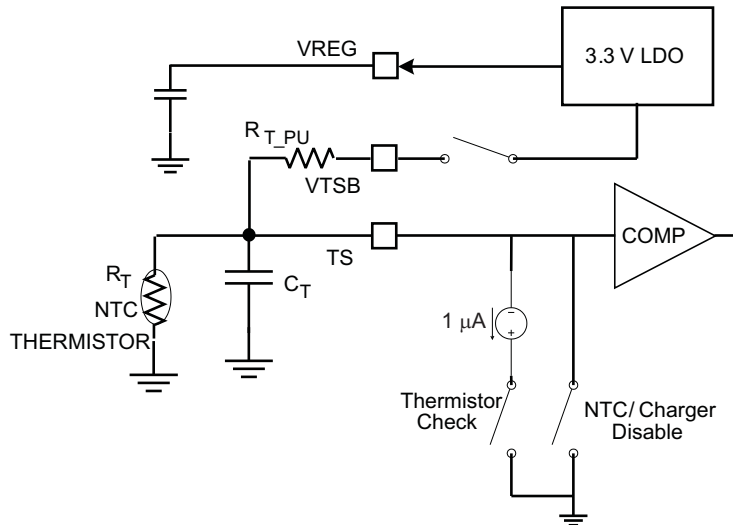 VREG
3.3 V LDO
R T_PU
VTSB
TS
COMP
R T
NTC
THERMISTOR
C T
1 μA
−
+
Thermistor
Check
NTC/ Charger
Disable